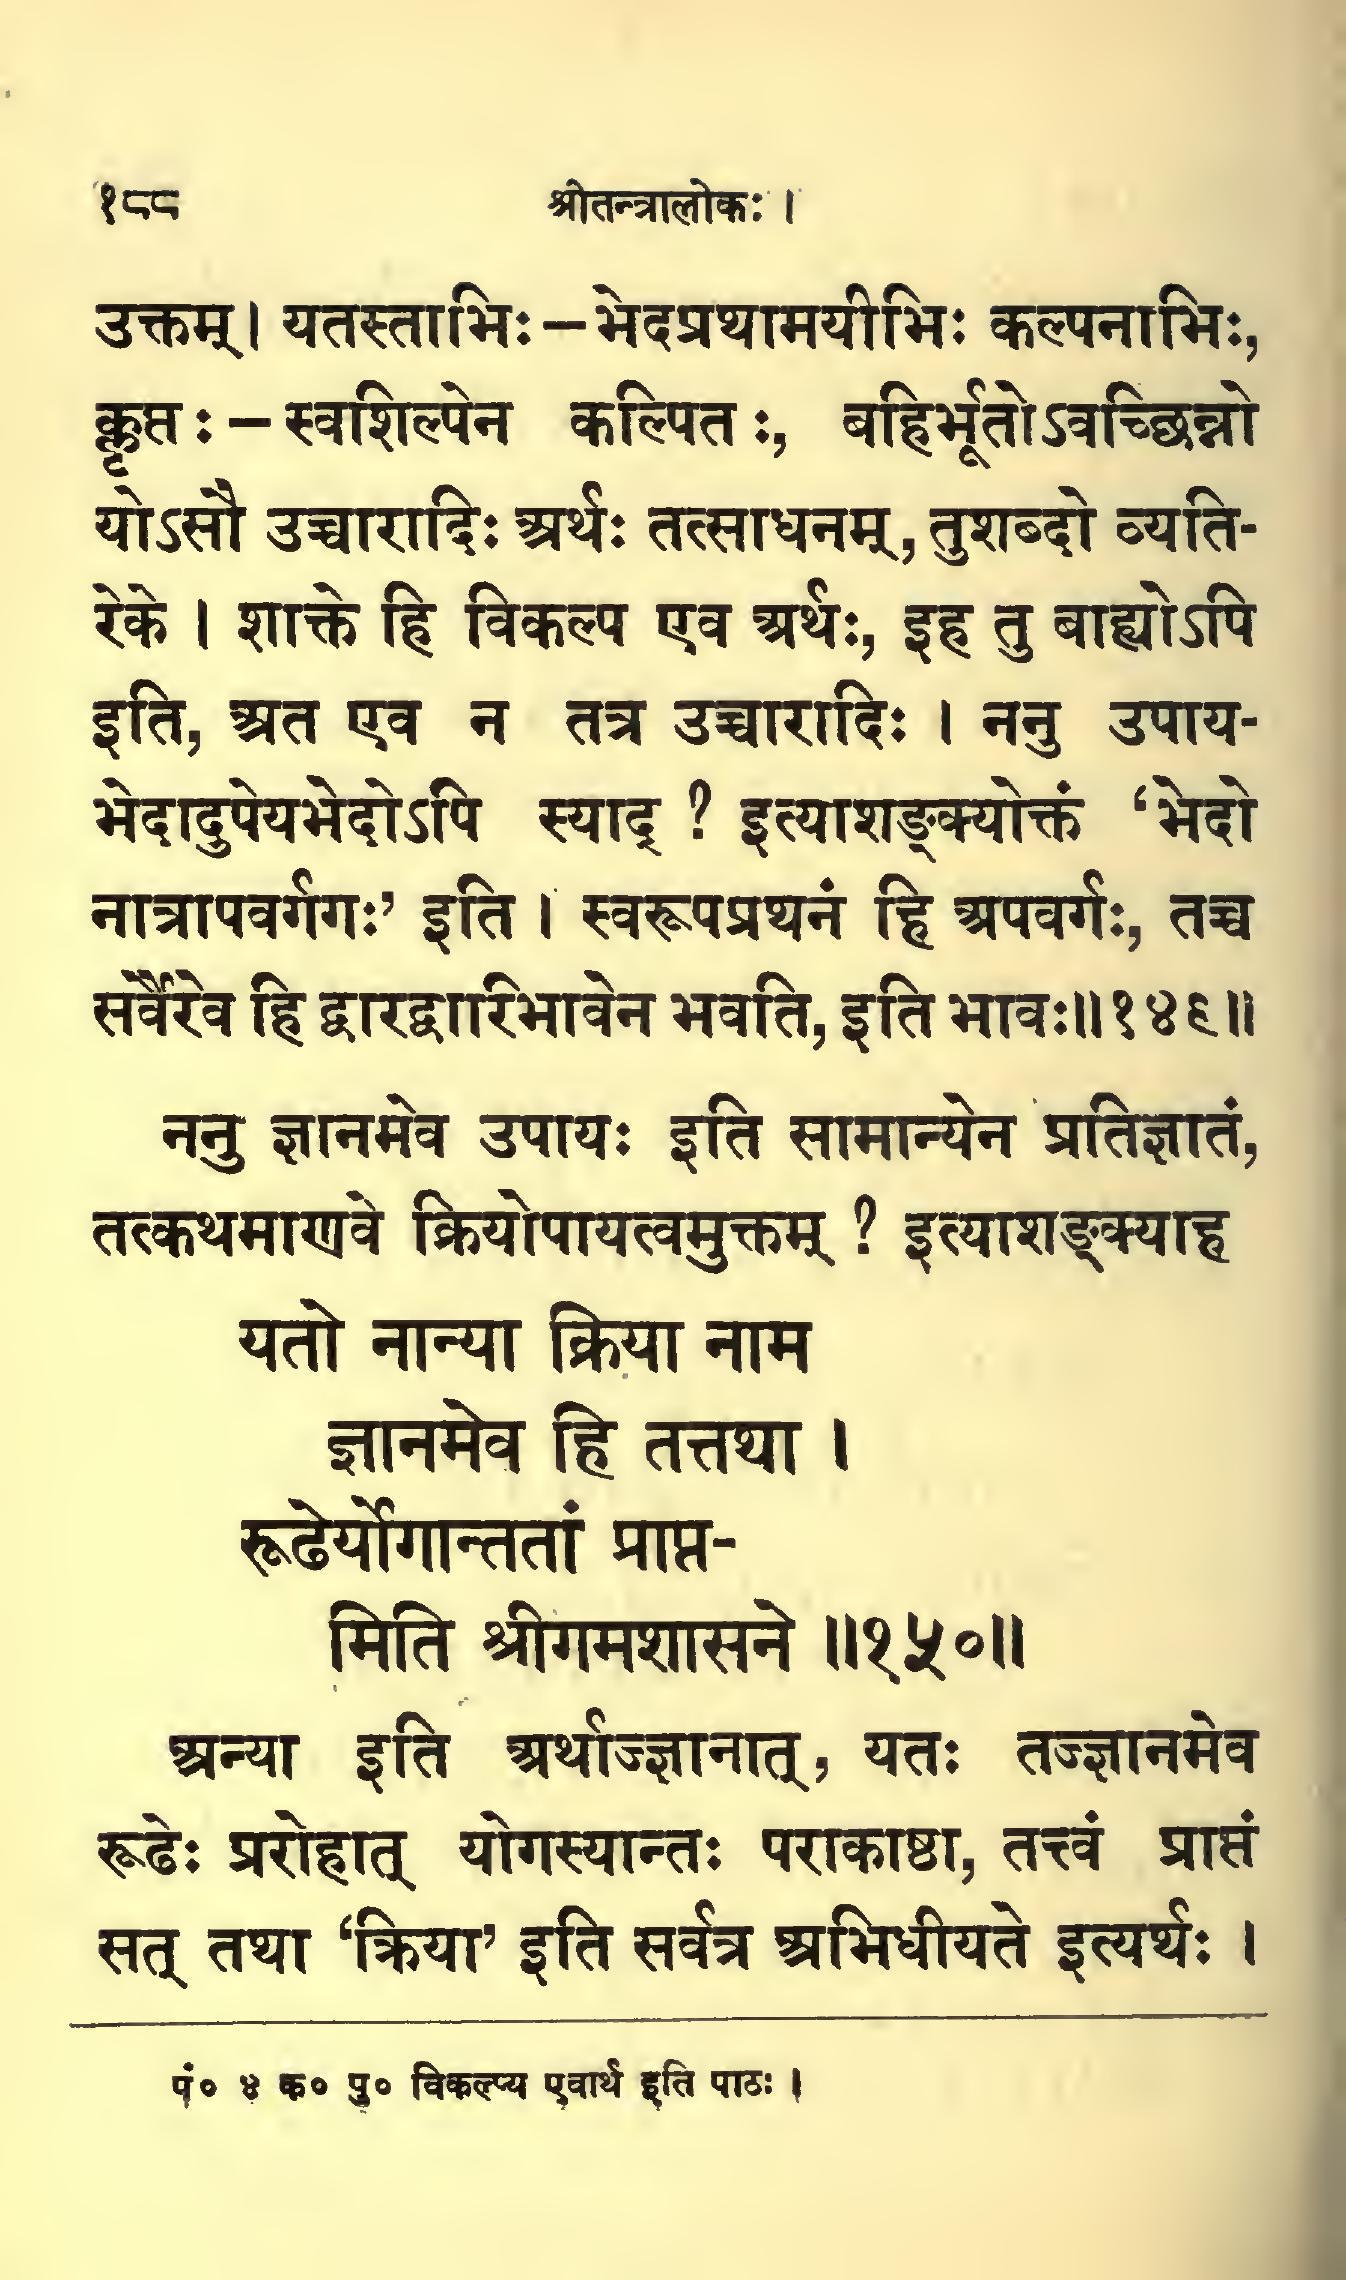 १८८ श्रीतन्त्रालोकः ।
उक्तम् । यतस्ताभिः – भेदप्रथामयीभिः कल्पनाभिः,
कॢप्तः – स्वशिल्पेन कल्पितः, बहिर्भूतोऽवच्छिन्नो
योऽसौ उच्चारादिः अर्थः तत्साधनम्, तुशब्दो व्यति-
रेके । शाक्ते हि विकल्प एव अर्थः, इह तु बाह्योऽपि
इति, अत एव न तत्र उच्चारादिः । ननु उपाय-
भेदादुपेयभेदोऽपि स्याद् ? इत्याशङ्क्योक्तं ‘भेदो
नात्रापवर्गगः’ इति । स्वरूपप्रथनं हि अपवर्गः, तच्च
सर्वैरेव हि द्वारद्वारिभावेन भवति, इति भावः॥१४९॥
ननु ज्ञानमेव उपायः इति सामान्येन प्रतिज्ञातं,
तत्कथमाणवे क्रियोपायत्वमुक्तम् ? इत्याशङ्क्याह
यतो नान्या क्रिया नाम
ज्ञानमेव हि तत्तथा ।
रूढेर्योगान्ततां प्राप्त-
मिति श्रीगमशासने ॥१५०॥
अन्या इति अर्थाज्ज्ञानात्, यतः तज्ज्ञानमेव
रूढेः प्ररोहात् योगस्यान्तः पराकाष्ठा, तत्त्वं प्राप्तं
सत् तथा ‘क्रिया’ इति सर्वत्र अभिधीयते इत्यर्थः ।
पं० ४ क० पु० विकल्प्य एवार्थ इति पाठः ।